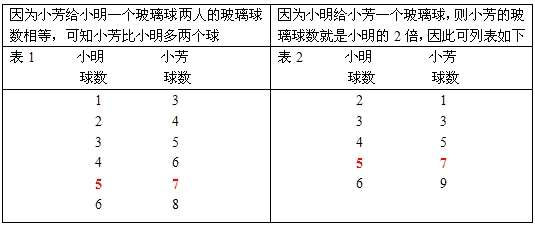 因为小芳给小明一个玻璃球两人的玻璃球
数相等，可知小芳比小明多两个球
因为小明给小芳一个玻璃球，则小芳的玻
璃球数就是小明的 2 倍，因此可列表如下
表 1 小明 小芳
球数 球数
1 3
2 4
3 5
4 6
5 7
6 8
表 2 小明 小芳
球数 球数
2 1
3 3
4 5
5 7
6 9